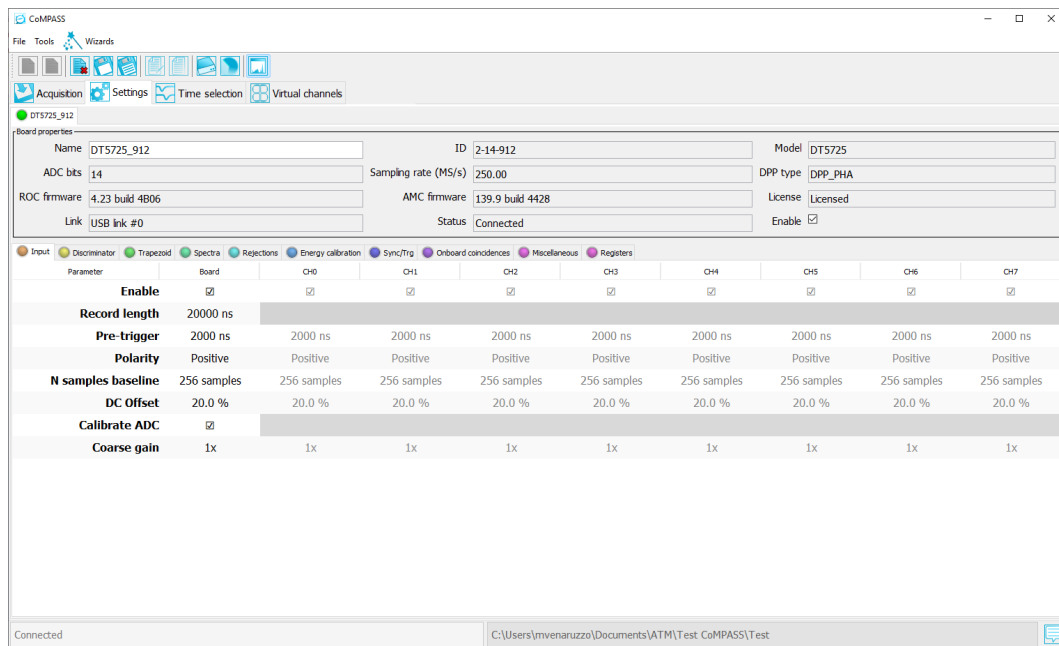 CoMPASS
File Tools Wizards
Acquisition Settings Time selection Virtual channels
DT5725_912
Board properties
Name DT5725_912 ID 2-14-912 Model DT5725
ADC bits 14 Sampling rate (MS/s) 250.00 DPP type DPP_PHA
ROC firmware 4.23 build 4B06 AMC firmware 139.9 build 4428 License Licensed
Link USB link #0 Status Connected Enable
Input Discriminator Trapezoid Spectra Rejections Energy calibration Sync/Trg Onboard coincidences Miscellaneous Registers
Parameter Board CH0 CH1 CH2 CH3 CH4 CH5 CH6 CH7
Enable
Record length 20000 ns
Pre-trigger 2000 ns 2000 ns 2000 ns 2000 ns 2000 ns 2000 ns 2000 ns 2000 ns 2000 ns
Polarity Positive Positive Positive Positive Positive Positive Positive Positive Positive
N samples baseline 256 samples 256 samples 256 samples 256 samples 256 samples 256 samples 256 samples 256 samples 256 samples
DC Offset 20.0 % 20.0 % 20.0 % 20.0 % 20.0 % 20.0 % 20.0 % 20.0 % 20.0 %
Calibrate ADC
Coarse gain 1x 1x 1x 1x 1x 1x 1x 1x 1x
Connected C:\Users\mvenaruzzo\Documents\ATM\Test CoMPASS\Test